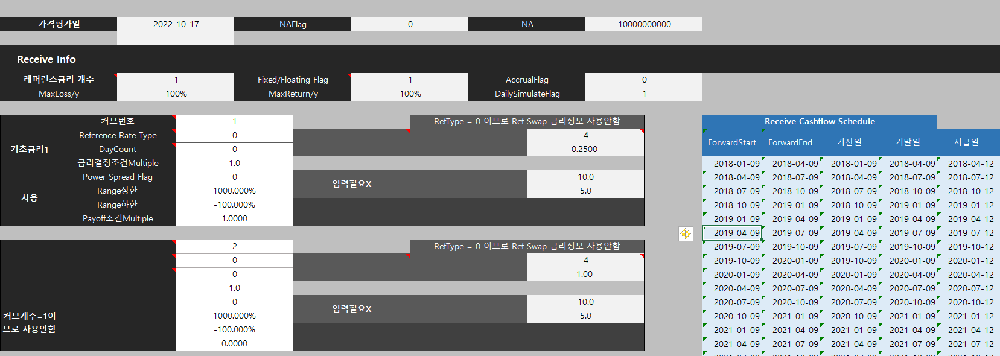 가격평가일 2022-10-17 NAFlag 0 NA 10000000000
Receive Info
레퍼런스금리 개수 1 Fixed/Floating Flag 1 AccrualFlag 0
MaxLoss/y 100% MaxReturn/y 100% DailySimulateFlag 1
커브번호 1 RefType = 0 이므로 Ref Swap 금리정보 사용안함
Reference Rate Type 0 4
기초금리1 DayCount 0 0.2500
금리결정조건Multiple 1.0
Power Spread Flag 0 10.0
입력필요X
사용 Range상한 1000.000% 5.0
Range하한 -100.000%
Payoff조건Multiple 1.0000
2 RefType = 0 이므로 Ref Swap 금리정보 사용안함
0 4
0 1.00
1.0
0 10.0
입력필요X
커브개수=1이 1000.000% 5.0
므로 사용안함 -100.000%
0.0000
Receive Cashflow Schedule
ForwardStart ForwardEnd 기산일 기말일 지급일
2018-01-09 2018-04-09 2018-01-09 2018-04-09 2018-04-12
2018-04-09 2018-07-09 2018-04-09 2018-07-09 2018-07-12
2018-07-09 2018-10-09 2018-07-09 2018-10-09 2018-10-12
2018-10-09 2019-01-09 2018-10-09 2019-01-09 2019-01-12
2019-01-09 2019-04-09 2019-01-09 2019-04-09 2019-04-12
2019-04-09 2019-07-09 2019-04-09 2019-07-09 2019-07-12
2019-07-09 2019-10-09 2019-07-09 2019-10-09 2019-10-12
2019-10-09 2020-01-09 2019-10-09 2020-01-09 2020-01-12
2020-01-09 2020-04-09 2020-01-09 2020-04-09 2020-04-12
2020-04-09 2020-07-09 2020-04-09 2020-07-09 2020-07-12
2020-07-09 2020-10-09 2020-07-09 2020-10-09 2020-10-12
2020-10-09 2021-01-09 2020-10-09 2021-01-09 2021-01-12
2021-01-09 2021-04-09 2021-01-09 2021-04-09 2021-04-12
2021-04-09 2021-07-09 2021-04-09 2021-07-09 2021-07-12